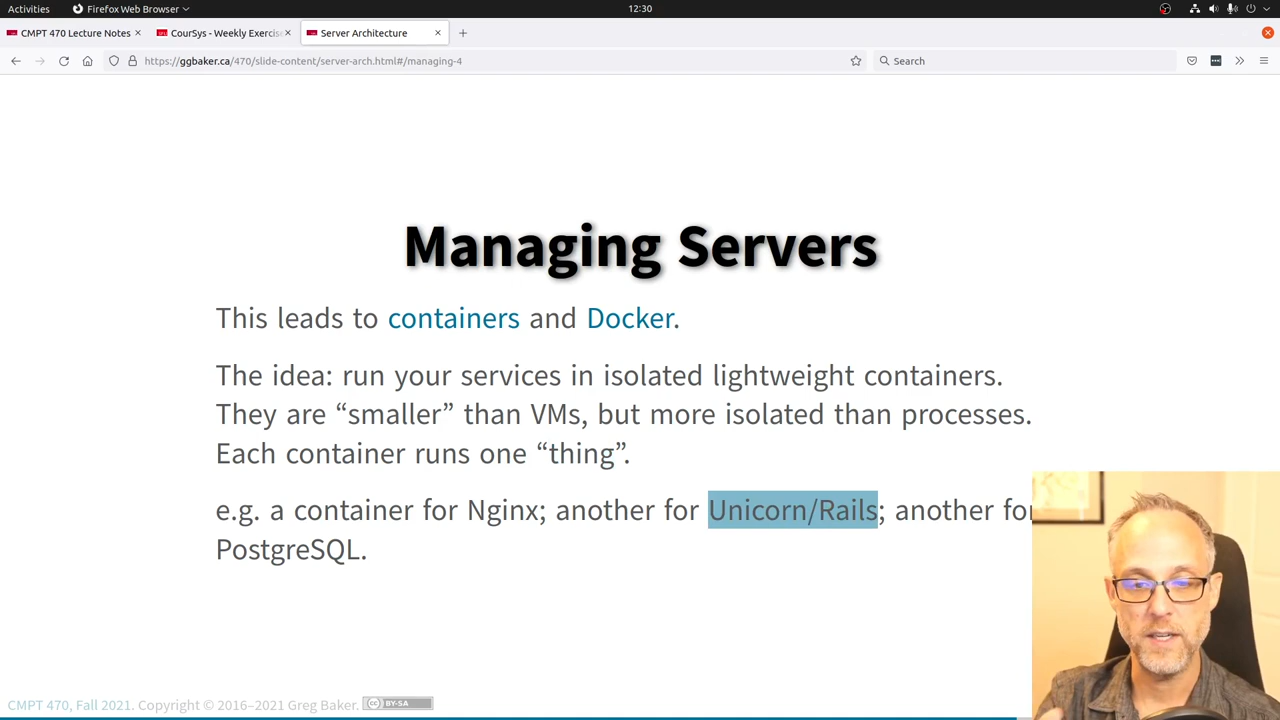 Activities
Firefox Web Browser
12:30
CMPT 470 Lecture Notes
CourSys - Weekly Exercise
Server Architecture
https://ggbaker.ca/470/slide-content/server-arch.html#/managing-4
Search
Managing Servers
This leads to containers and Docker.
The idea: run your services in isolated lightweight containers.
They are “smaller” than VMs, but more isolated than processes.
Each container runs one “thing”.
e.g. a container for Nginx; another for Unicorn/Rails; another for
PostgreSQL.
CMPT 470, Fall 2021. Copyright © 2016–2021 Greg Baker. BY-SA